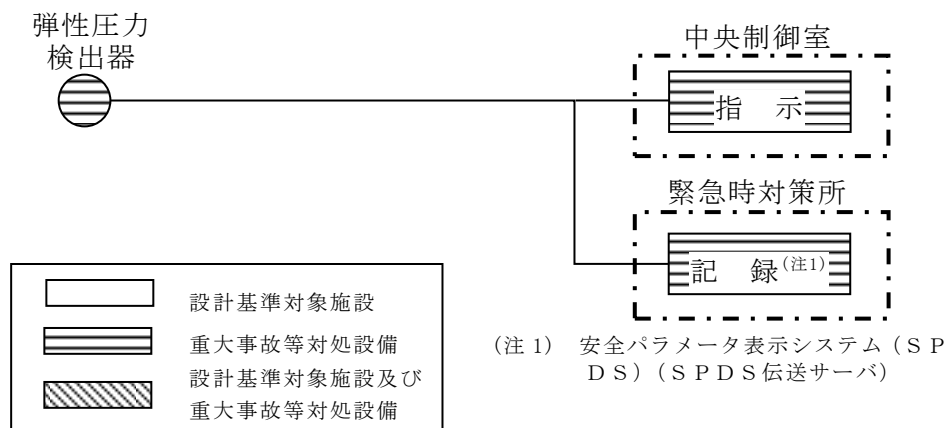 弾性圧力
検出器
中央制御室
指 示
緊急時対策所
記 録(注1)
設計基準対象施設
重大事故等対処設備
設計基準対象施設及び
重大事故等対処設備
(注 1) 安全パラメータ表示システム(SP
DS)(SPDS伝送サーバ)